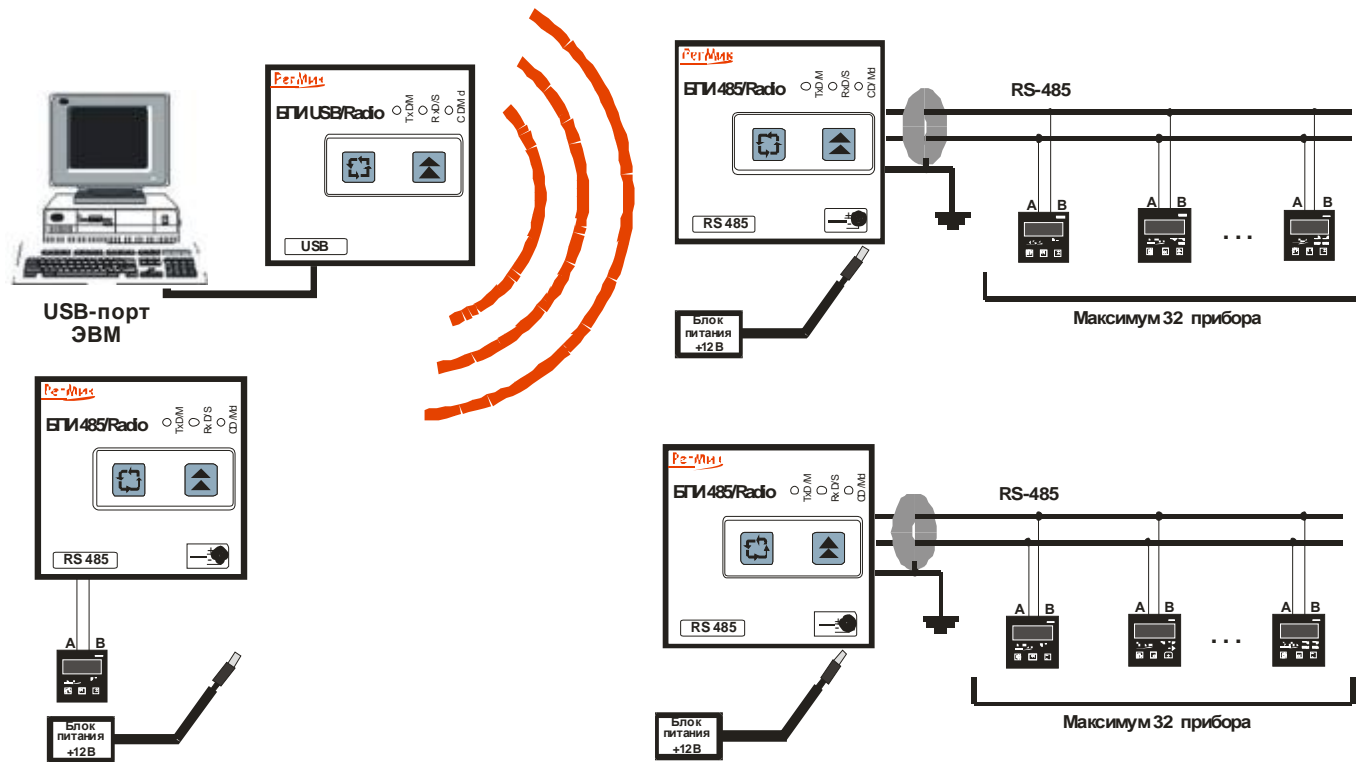 РегМик
БПИ USB/Radio
TxD/M
RxD/S
CD/Md
USB
USB-порт
ЭВМ
РегМик
БПИ 485/Radio
TxD/M
RxD/S
CD/Md
RS 485
RS-485
A B
A B
. . .
A B
Максимум 32 прибора
Блок
питания
+12В
РегМик
БПИ 485/Radio
TxD/M
RxD/S
CD/Md
RS 485
A B
Блок
питания
+12В
РегМик
БПИ 485/Radio
TxD/M
RxD/S
CD/Md
RS 485
RS-485
A B
A B
. . .
A B
Максимум 32 прибора
Блок
питания
+12В